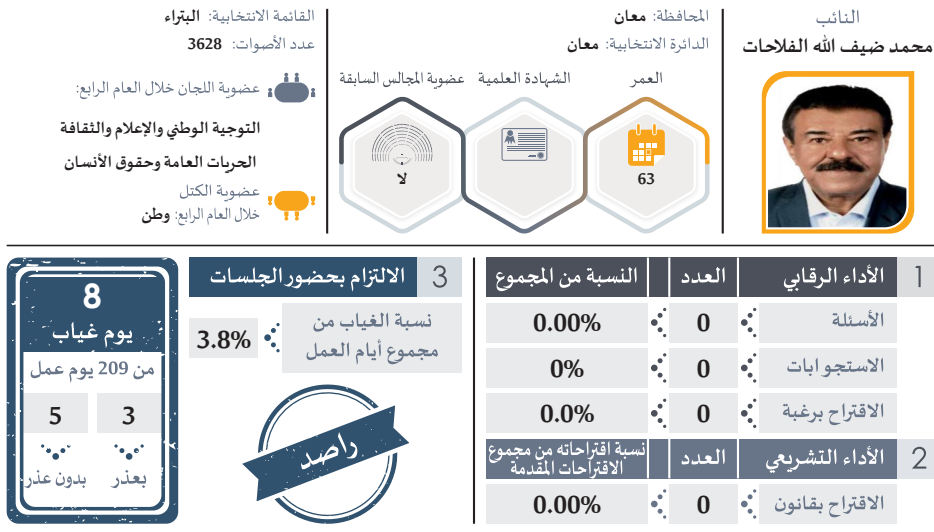 النائب
محمد ضيف الله الفلاحات
المحافظة: معان
الدائرة الانتخابية: معان
العمر
63
الشهادة العلمية
عضوية المجالس السابقة
لا
القائمة الانتخابية: البتراء
عدد الأصوات: 3628
عضوية اللجان خلال العام الرابع:
التوجية الوطني والإعلام والثقافة
الحريات العامة وحقوق الأنسان
عضوية الكتل
خلال العام الرابع: وطن
1 الأداء الرقابي العدد النسبة من المجموع
الأسئلة 0 0.00%
الاستجوابات 0 0%
الاقتراح برغبة 0 0.0%
2 الأداء التشريعي العدد نسبة اقتراحاته من مجموع
الاقتراحات المقدمة
الاقتراح بقانون 0 0.00%
3 الالتزام بحضور الجلسات
نسبة الغياب من
مجموع أيام العمل
3.8%
راصد
8
يوم غياب
من 209 يوم عمل
3 5
بعذر بدون عذر